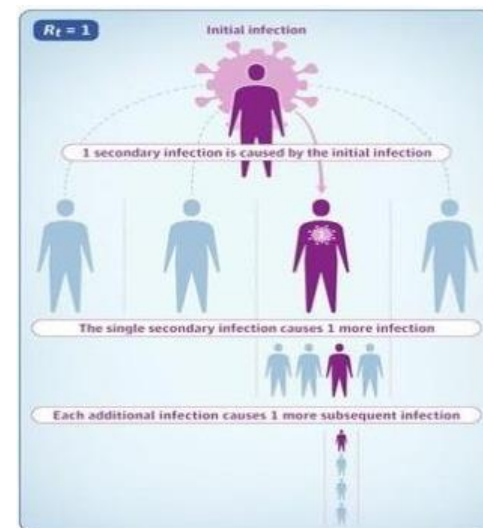 Rt = 1
Initial infection
1 secondary infection is caused by the initial infection
1
The single secondary infection causes 1 more infection
Each additional infection causes 1 more subsequent infection